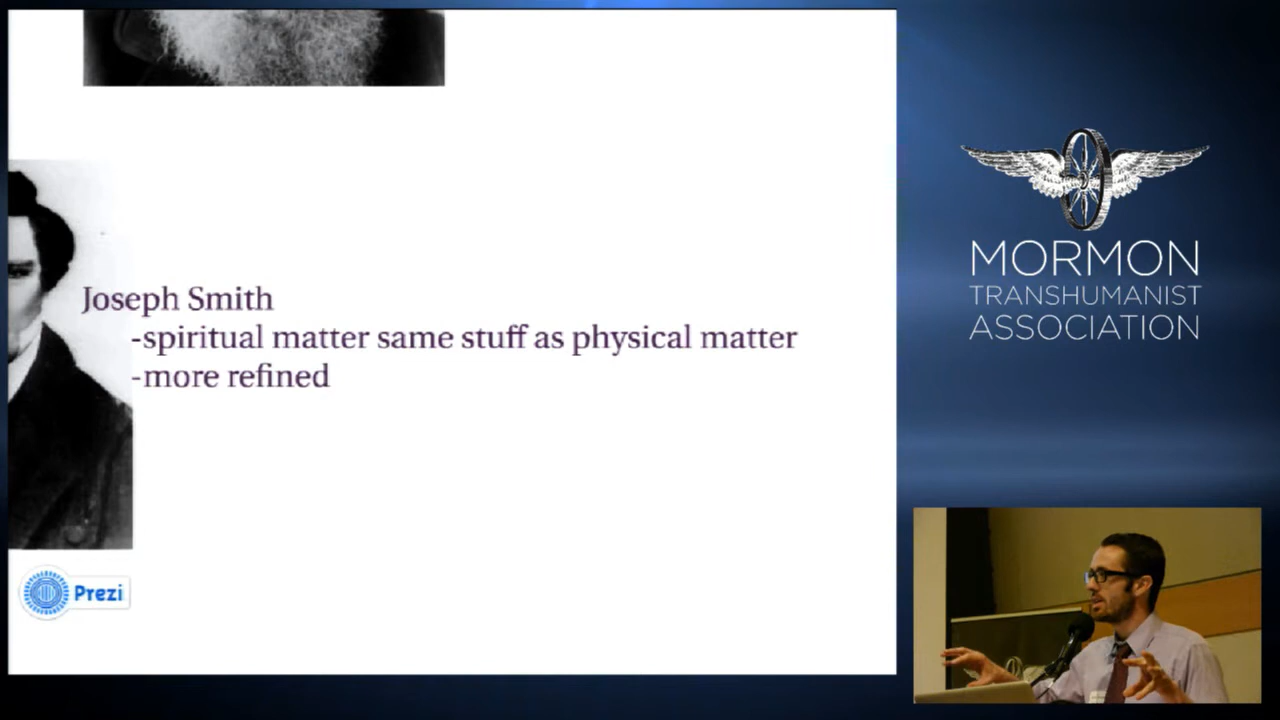 Joseph Smith
-spiritual matter same stuff as physical matter
-more refined
Prezi
MORMON
TRANSHUMANIST
ASSOCIATION